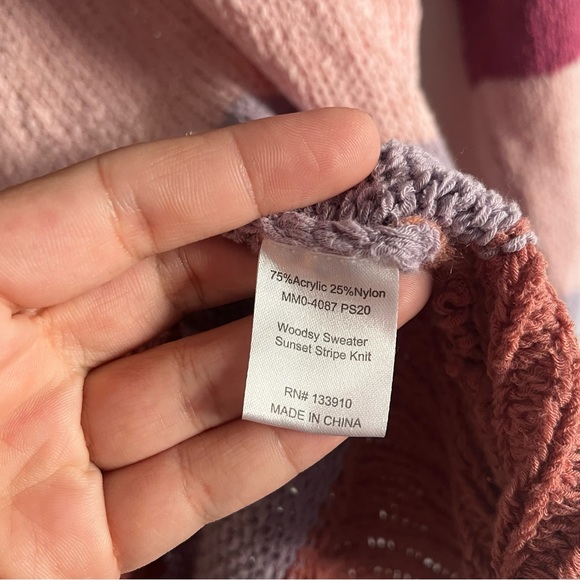 75%Acrylic 25%Nylon
MM0-4087 PS20
Woodsy Sweater
Sunset Stripe Knit
RN# 133910
MADE IN CHINA